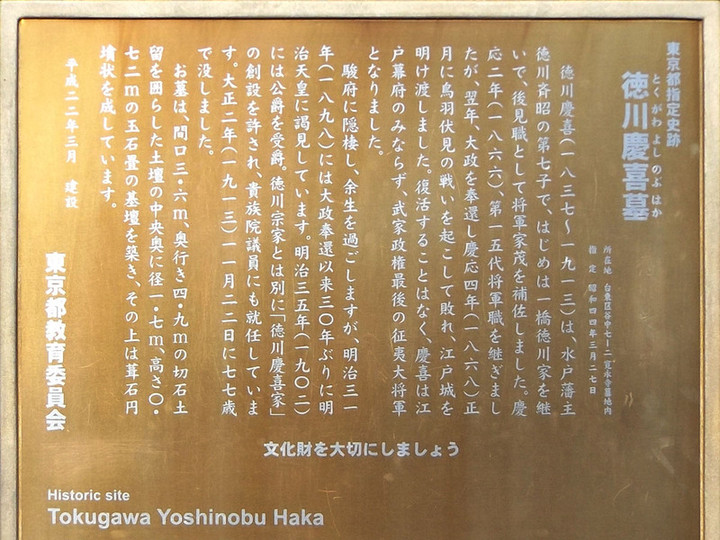 東京都指定史跡
とくがわよしのぶはか
徳川慶喜墓
所在地 台東区谷中七ー二 寛永寺墓地内
指定 昭和四四年三月二七日
徳川慶喜(一八三七〜一九一三)は、水戸藩主
徳川斉昭の第七子で、はじめは一橋徳川家を継
いで、後見職として将軍家茂を補佐しました。慶
応二年(一八六六)、第一五代将軍職を継ぎまし
たが、翌年、大政を奉還し慶応四年(一八六八)正
月に鳥羽伏見の戦いを起こして敗れ、江戸城を
明け渡しました。復活することはなく、慶喜は江
戸幕府のみならず、武家政権最後の征夷大将軍
となりました。
駿府に隠棲し、余生を過ごしますが、明治三一
年(一八九八)には大政奉還以来三〇年ぶりに明
治天皇に謁見しています。明治三五年(一九〇二)
には公爵を受爵。徳川宗家とは別に「徳川慶喜家」
の創設を許され、貴族院議員にも就任していま
す。大正二年(一九一三)一一月二二日に七七歳
で没しました。
お墓は、間口三・六m、奥行き四・九mの切石土
留を囲らした土壇の中央奥に径一・七m、高さ〇・
七二mの玉石畳の基壇を築き、その上は葺石円
墳状を成しています。
平成二二年三月 建設
東京都教育委員会
文化財を大切にしましょう
Historic site
Tokugawa Yoshinobu Haka